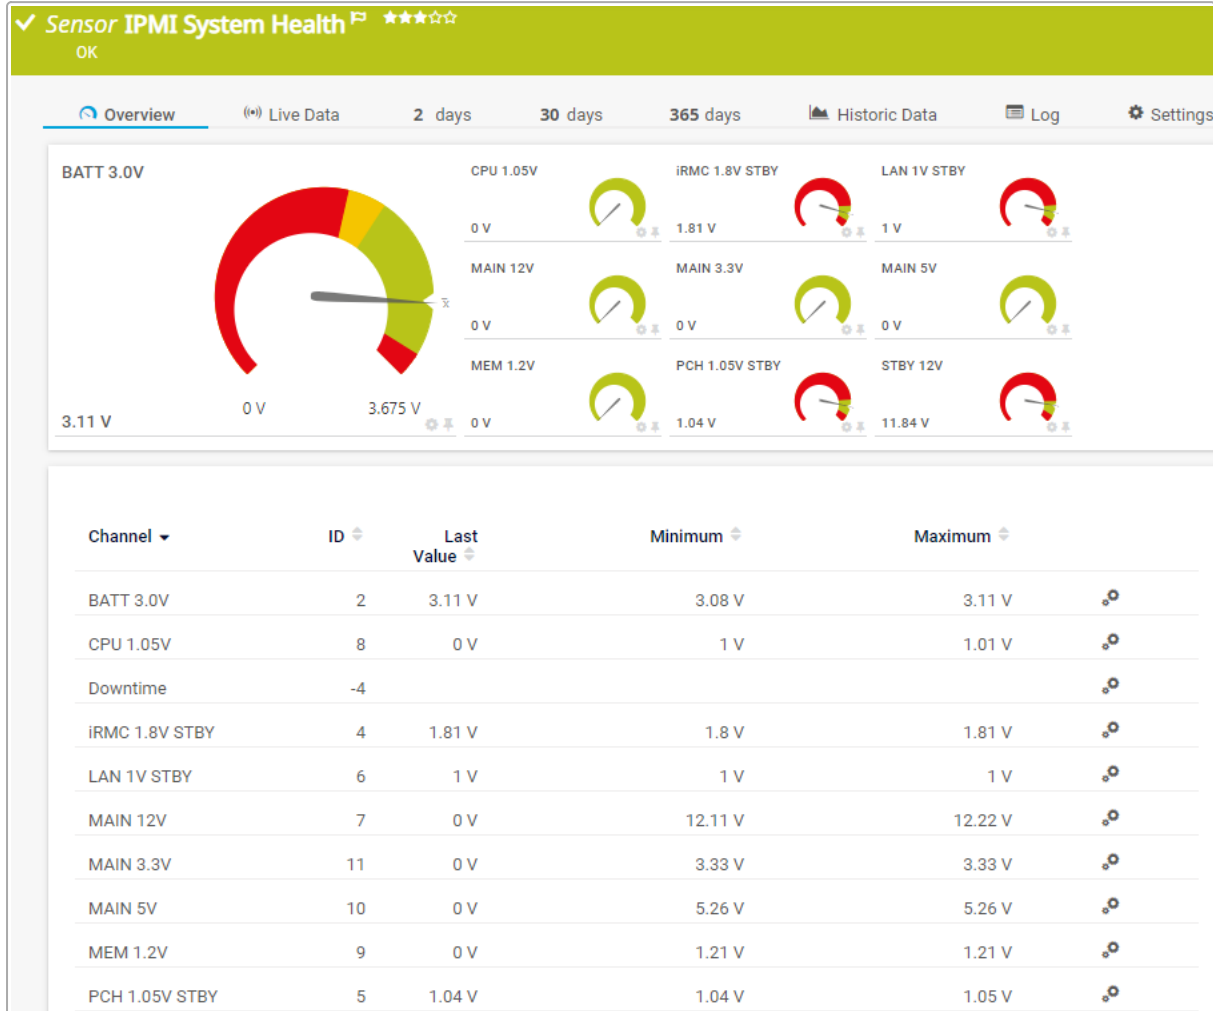 Sensor IPMI System Health
OK
Overview
Live Data
2 days
30 days
365 days
Historic Data
Log
Settings
BATT 3.0V
0 V
3.675 V
3.11 V
x̄
CPU 1.05V
0 V
iRMC 1.8V STBY
1.81 V
LAN 1V STBY
1 V
MAIN 12V
0 V
MAIN 3.3V
0 V
MAIN 5V
0 V
MEM 1.2V
0 V
PCH 1.05V STBY
1.04 V
STBY 12V
11.84 V
Channel ID Last Value Minimum Maximum
BATT 3.0V 2 3.11 V 3.08 V 3.11 V
CPU 1.05V 8 0 V 1 V 1.01 V
Downtime -4
iRMC 1.8V STBY 4 1.81 V 1.8 V 1.81 V
LAN 1V STBY 6 1 V 1 V 1 V
MAIN 12V 7 0 V 12.11 V 12.22 V
MAIN 3.3V 11 0 V 3.33 V 3.33 V
MAIN 5V 10 0 V 5.26 V 5.26 V
MEM 1.2V 9 0 V 1.21 V 1.21 V
PCH 1.05V STBY 5 1.04 V 1.04 V 1.05 V